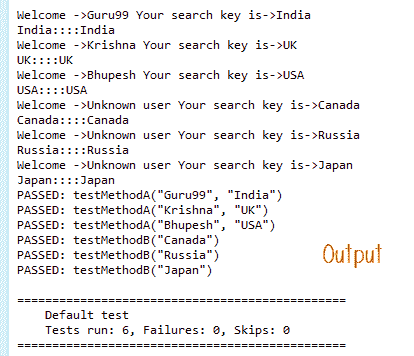 Welcome ->Guru99 Your search key is->India
India::::India
Welcome ->Krishna Your search key is->UK
UK::::UK
Welcome ->Bhupesh Your search key is->USA
USA::::USA
Welcome ->Unknown user Your search key is->Canada
Canada::::Canada
Welcome ->Unknown user Your search key is->Russia
Russia::::Russia
Welcome ->Unknown user Your search key is->Japan
Japan::::Japan
PASSED: testMethodA("Guru99", "India")
PASSED: testMethodA("Krishna", "UK")
PASSED: testMethodA("Bhupesh", "USA")
PASSED: testMethodB("Canada")
PASSED: testMethodB("Russia")
PASSED: testMethodB("Japan")
Output
===============================================
Default test
Tests run: 6, Failures: 0, Skips: 0
===============================================